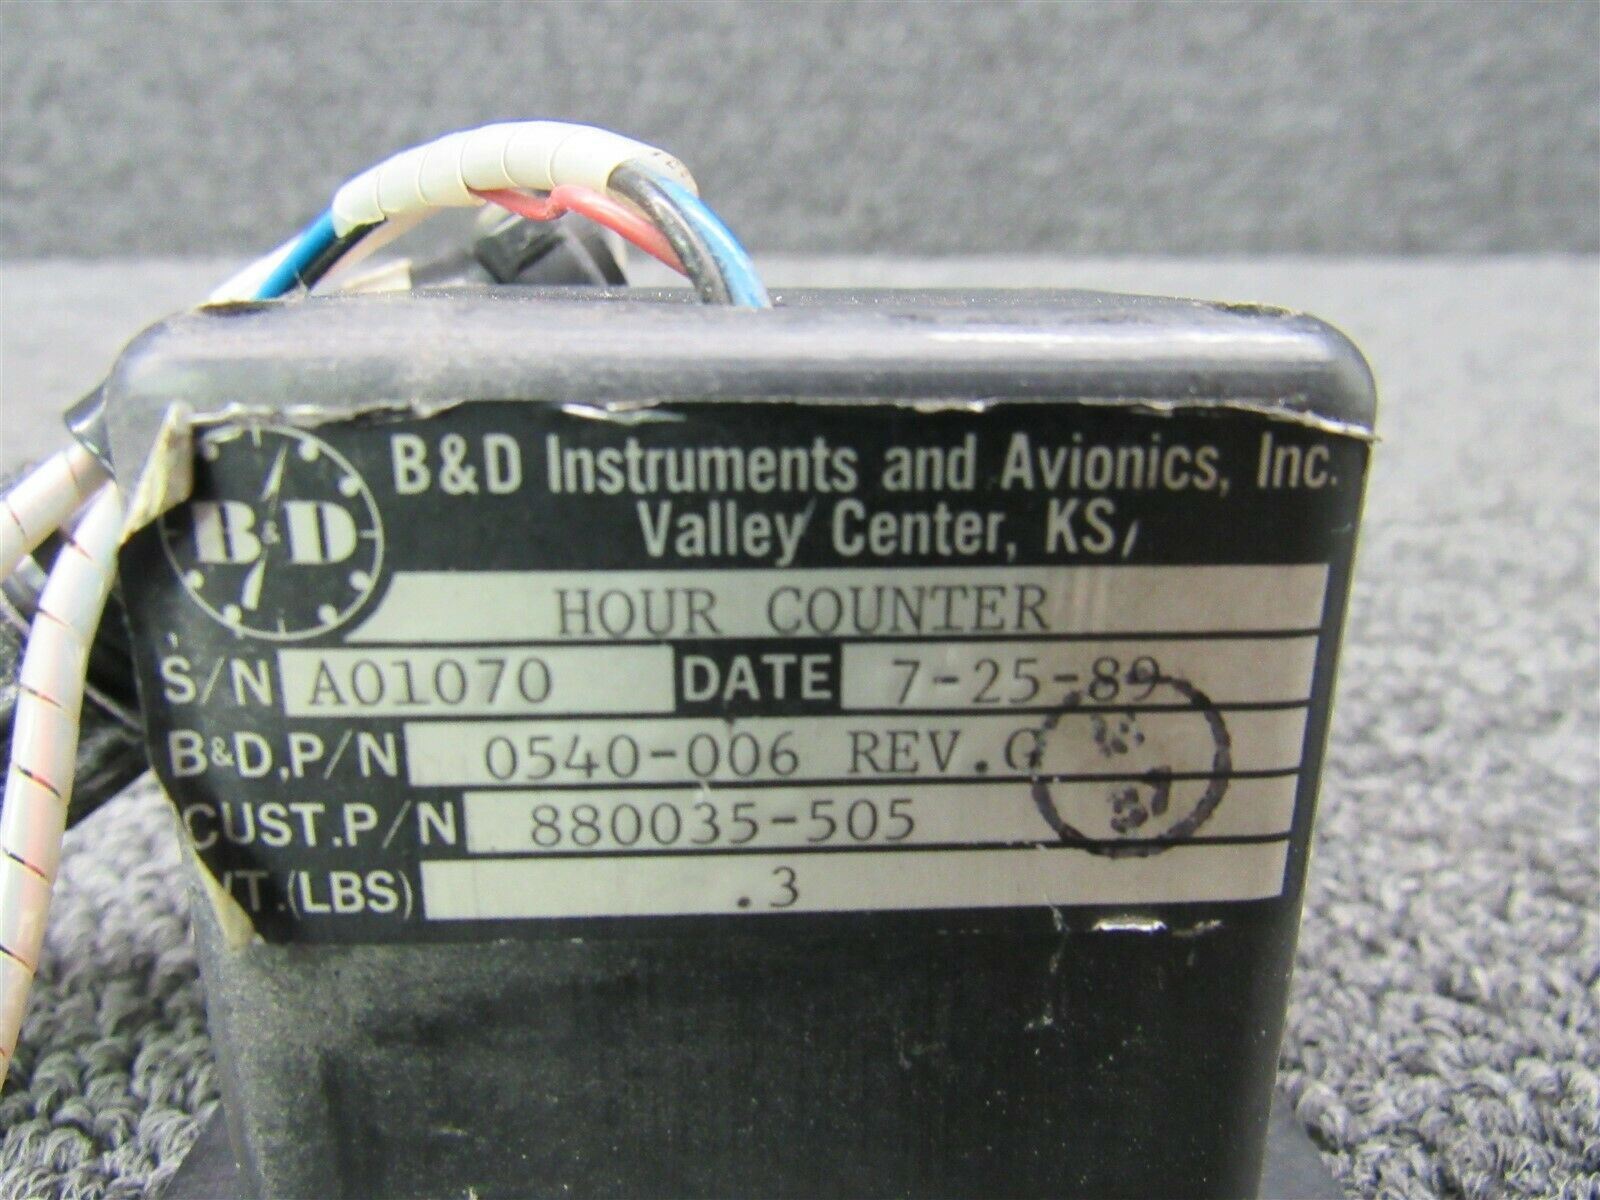 B&D Instruments and Avionics, Inc.
Valley Center, KS
B&D
HOUR COUNTER
S/N A01070 DATE 7-25-89
B&D.P/N 0540-006 REV.G
CUST.P/N 880035-505
(LBS) .3